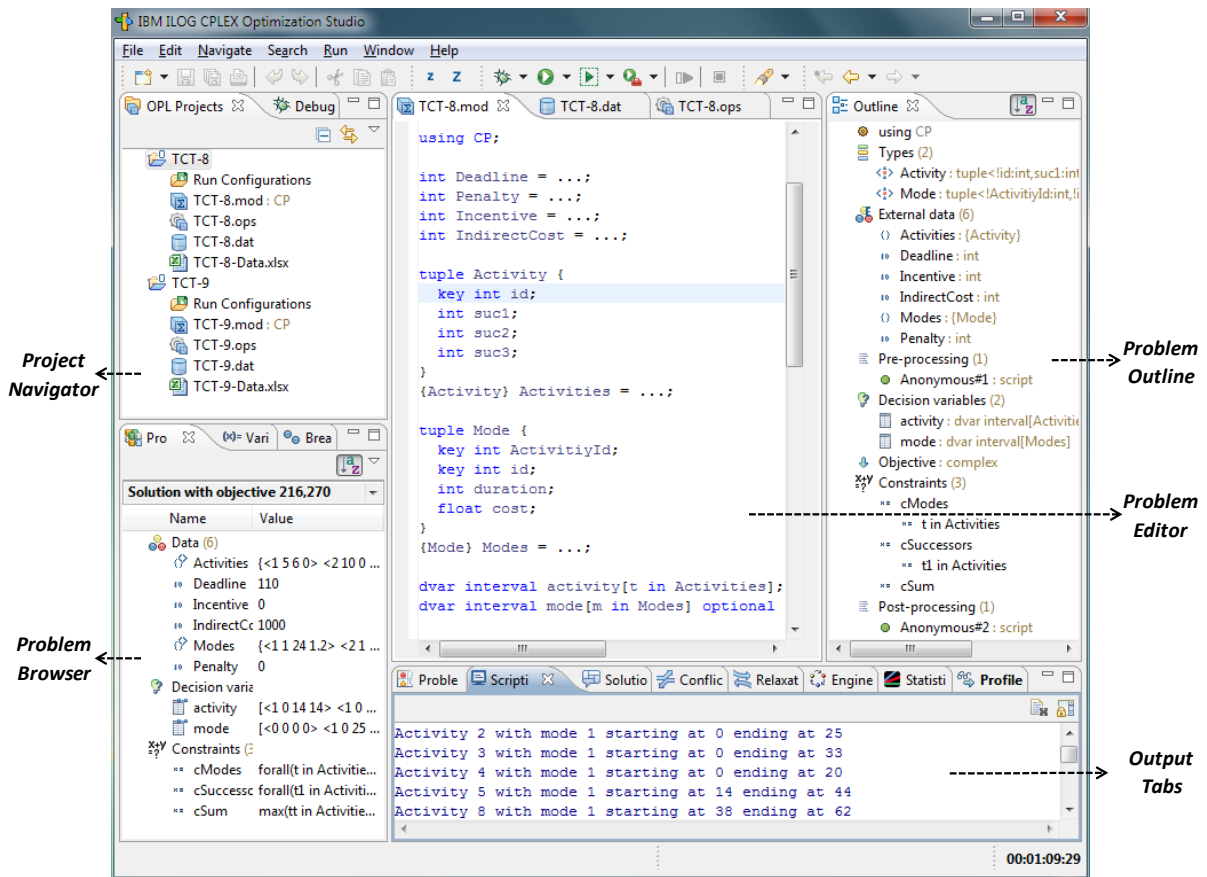 IBM ILOG CPLEX Optimization Studio
File Edit Navigate Search Run Window Help
OPL Projects
Debug
TCT-8
Run Configurations
TCT-8.mod : CP
TCT-8.ops
TCT-8.dat
TCT-8-Data.xlsx
TCT-9
Run Configurations
TCT-9.mod : CP
TCT-9.ops
TCT-9.dat
TCT-9-Data.xlsx
Project
Navigator
Pro
(x)= Vari
Brea
Solution with objective 216,270
Name Value
Data (6)
Activities {<1 5 6 0> <2 10 0 ...
Deadline 110
Incentive 0
IndirectCc 1000
Modes {<1 1 24 1.2> <2 1 ...
Penalty 0
Decision varia
activity [<1 0 14 14> <1 0 ...
mode [<0 0 0 0> <1 0 25 ...
Constraints (3
cModes forall(t in Activitie...
cSuccessc forall(t1 in Activiti...
cSum max(tt in Activitie...
Problem
Browser
TCT-8.mod
TCT-8.dat
TCT-8.ops
using CP;
int Deadline = ...;
int Penalty = ...;
int Incentive = ...;
int IndirectCost = ...;
tuple Activity {
key int id;
int suc1;
int suc2;
int suc3;
}
{Activity} Activities = ...;
tuple Mode {
key int ActivitiyId;
key int id;
int duration;
float cost;
}
{Mode} Modes = ...;
dvar interval activity[t in Activities];
dvar interval mode[m in Modes] optional
Outline
using CP
Types (2)
Activity : tuple<!id:int,suc1:int
Mode : tuple<!ActivitiyId:int,!i
External data (6)
Activities : {Activity}
Deadline : int
Incentive : int
IndirectCost : int
Modes : {Mode}
Penalty : int
Pre-processing (1)
Anonymous#1 : script
Decision variables (2)
activity : dvar interval[Activitie
mode : dvar interval[Modes]
Objective : complex
Constraints (3)
cModes
t in Activities
cSuccessors
t1 in Activities
cSum
Post-processing (1)
Anonymous#2 : script
Problem
Outline
Problem
Editor
Proble
Scripti
Solutio
Conflic
Relaxat
Engine
Statisti
Profile
Activity 2 with mode 1 starting at 0 ending at 25
Activity 3 with mode 1 starting at 0 ending at 33
Activity 4 with mode 1 starting at 0 ending at 20
Activity 5 with mode 1 starting at 14 ending at 44
Activity 8 with mode 1 starting at 38 ending at 62
Output
Tabs
00:01:09:29